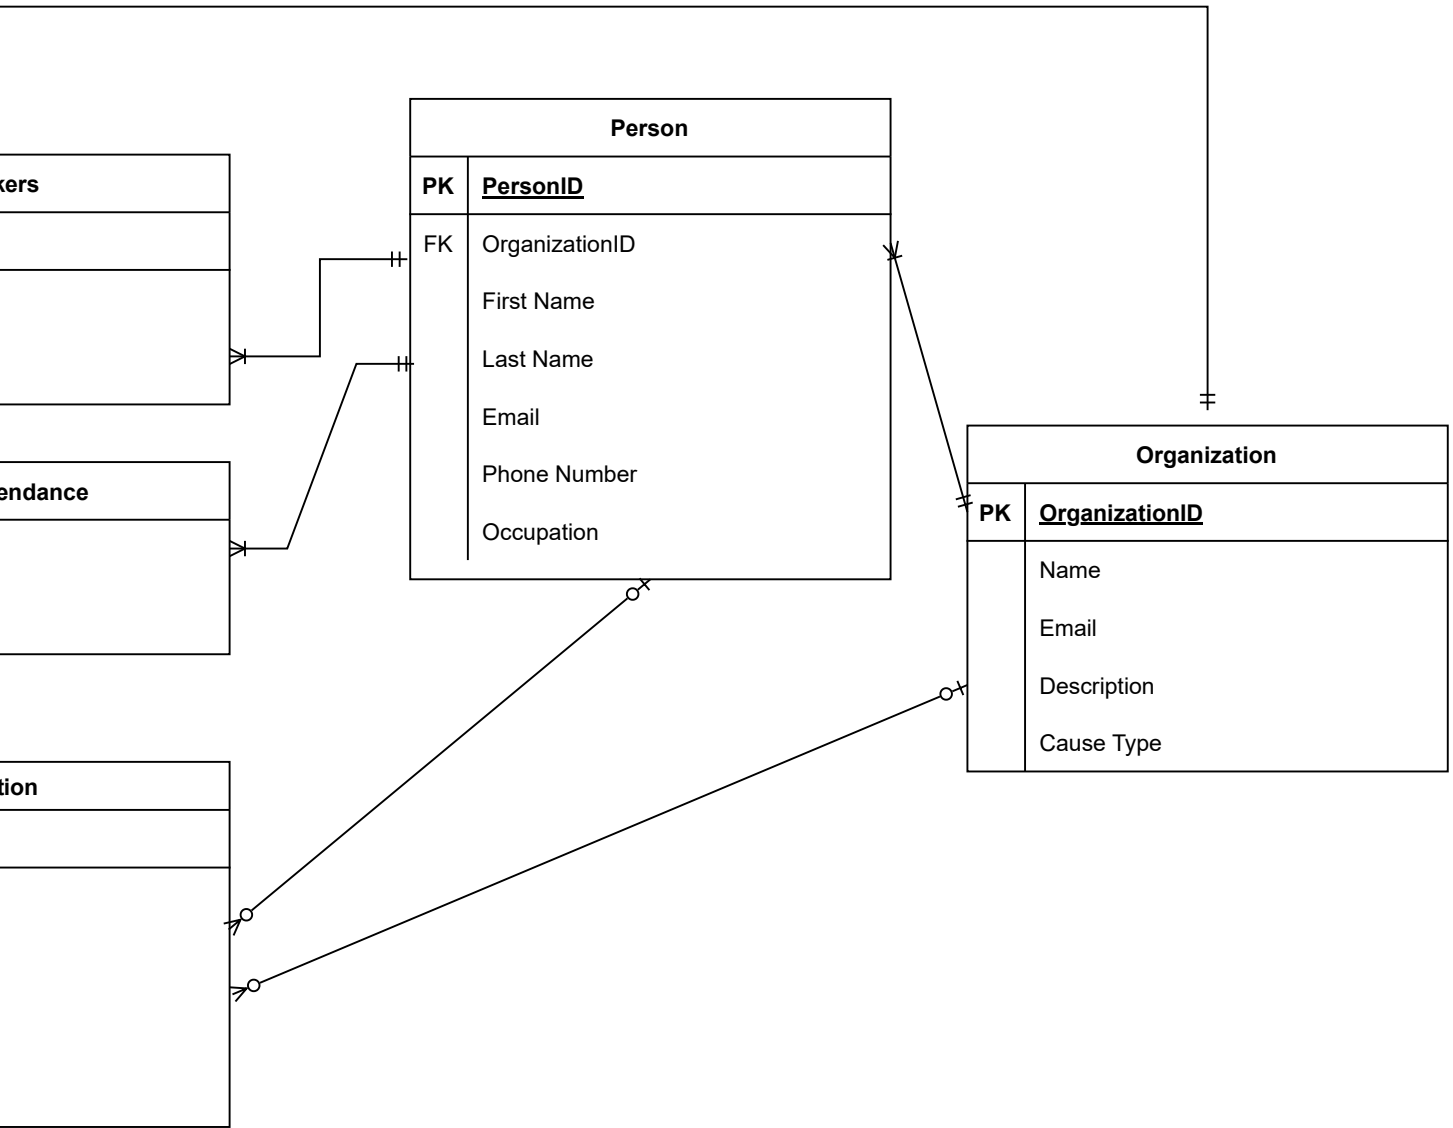 Person
PK PersonID
FK OrganizationID
First Name
Last Name
Email
Phone Number
Occupation
kers
endance
tion
Organization
PK OrganizationID
Name
Email
Description
Cause Type